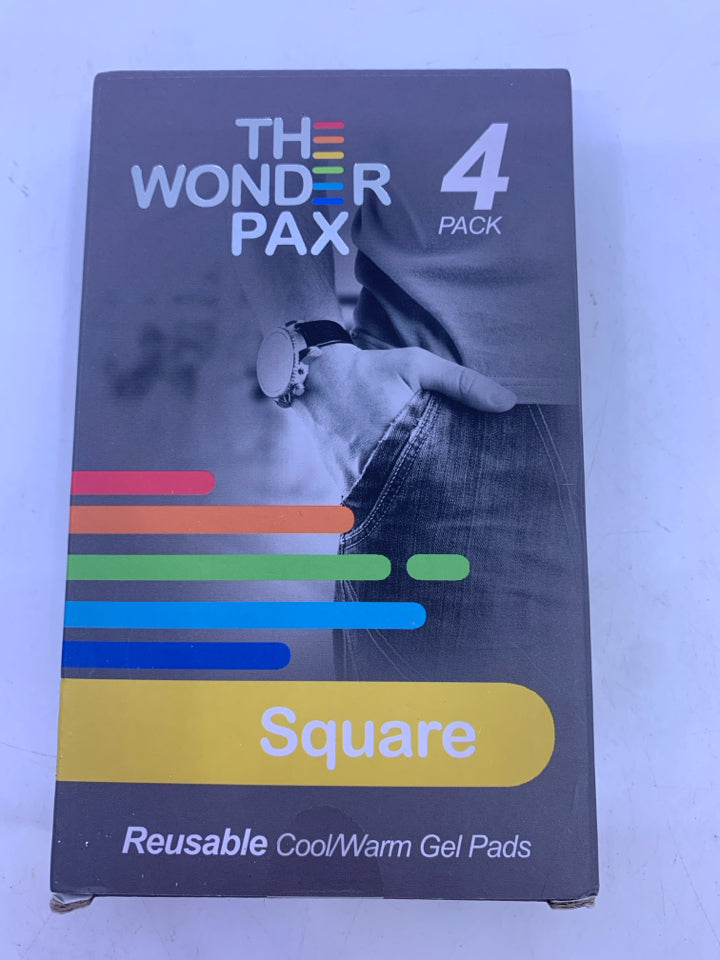 THE
WONDER
PAX
4
PACK
Square
Reusable Cool/Warm Gel Pads